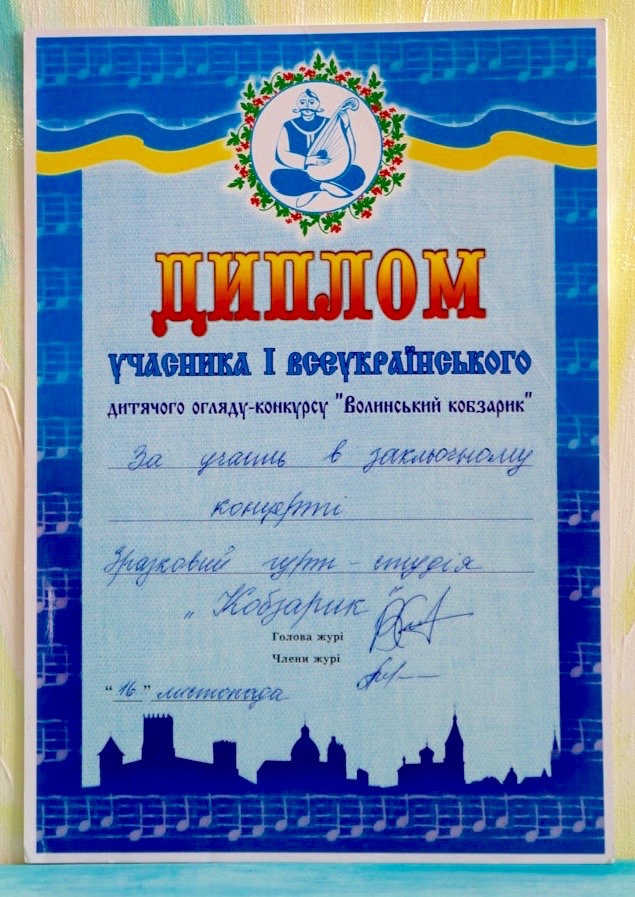 ДИПЛОМ
УЧАСНИКА І ВСЕУКРАЇНСЬКОГО
дитячого огляду-конкурсу "Волинський кобзарик"
За участь в заключному
концерті
Зразковий гурт-студія
„Кобзарик"
Голова журі
Члени журі
"16" листопада